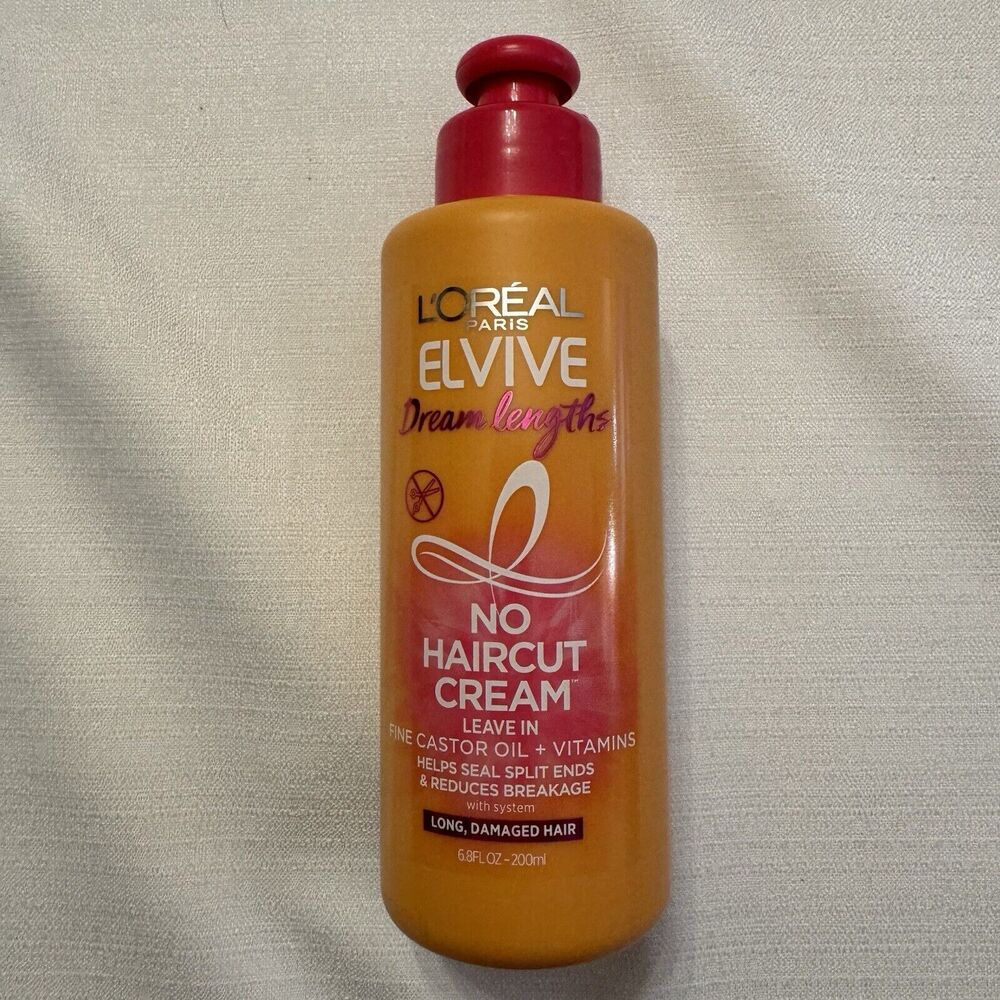 L'ORÉAL
PARIS
ELVIVE
Dream lengths
NO
HAIRCUT
CREAM™
LEAVE IN
FINE CASTOR OIL + VITAMINS
HELPS SEAL SPLIT ENDS
& REDUCES BREAKAGE
with system
LONG, DAMAGED HAIR
6.8FL OZ - 200ml